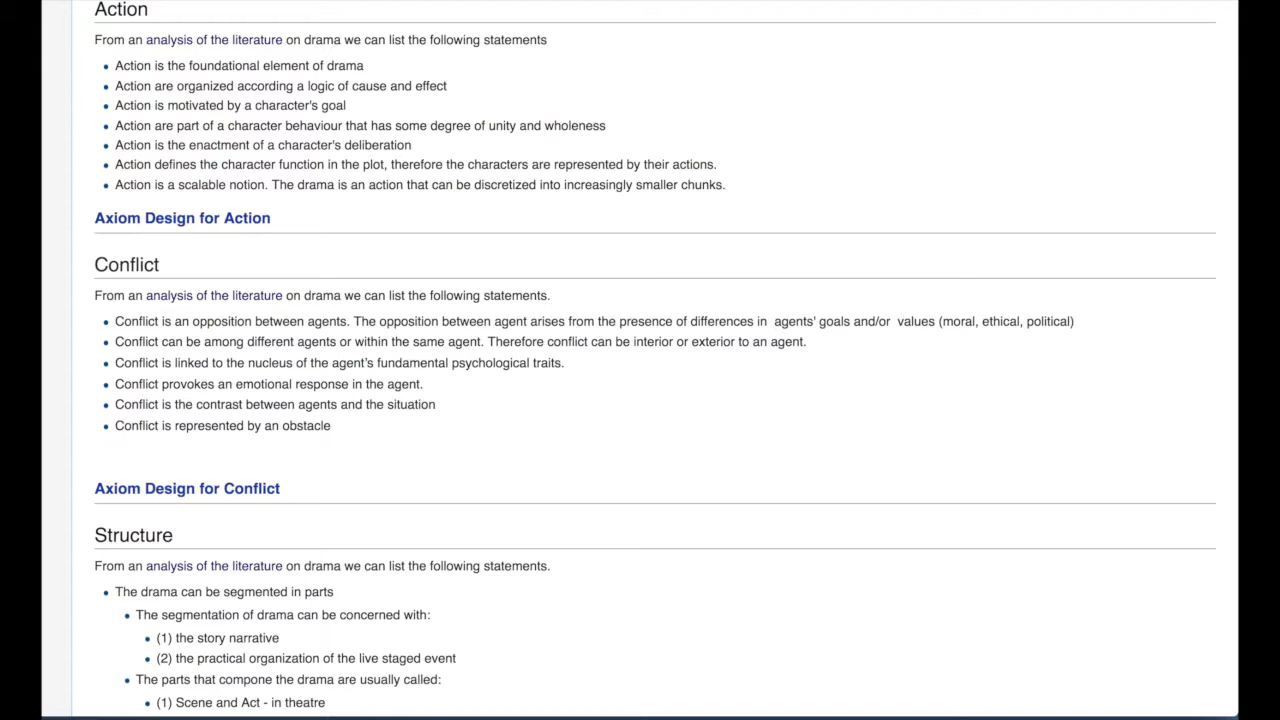 Action
From an analysis of the literature on drama we can list the following statements
Action is the foundational element of drama
Action are organized according a logic of cause and effect
Action is motivated by a character's goal
Action are part of a character behaviour that has some degree of unity and wholeness
Action is the enactment of a character's deliberation
Action defines the character function in the plot, therefore the characters are represented by their actions.
Action is a scalable notion. The drama is an action that can be discretized into increasingly smaller chunks.
Axiom Design for Action
Conflict
From an analysis of the literature on drama we can list the following statements.
Conflict is an opposition between agents. The opposition between agent arises from the presence of differences in agents' goals and/or values (moral, ethical, political)
Conflict can be among different agents or within the same agent. Therefore conflict can be interior or exterior to an agent.
Conflict is linked to the nucleus of the agent’s fundamental psychological traits.
Conflict provokes an emotional response in the agent.
Conflict is the contrast between agents and the situation
Conflict is represented by an obstacle
Axiom Design for Conflict
Structure
From an analysis of the literature on drama we can list the following statements.
The drama can be segmented in parts
The segmentation of drama can be concerned with:
(1) the story narrative
(2) the practical organization of the live staged event
The parts that compone the drama are usually called:
(1) Scene and Act - in theatre